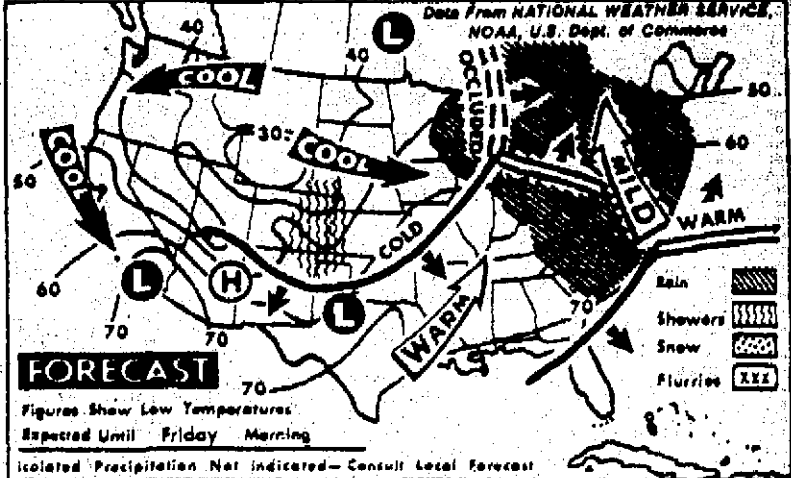 Data From NATIONAL WEATHER SERVICE,
NOAA, U.S. Dept. of Commerce
L
40
COOL
40
OCCLUDED
50
COOL
30
COOL
60
MILD
50
WARM
COLD
60
L
H
L
70
70
WARM
70
70
Rain
Showers
Snow
Flurries XXX
FORECAST
Figures Show Low Temperatures
Expected Until Friday Morning
Isolated Precipitation Not Indicated— Consult Local Forecast